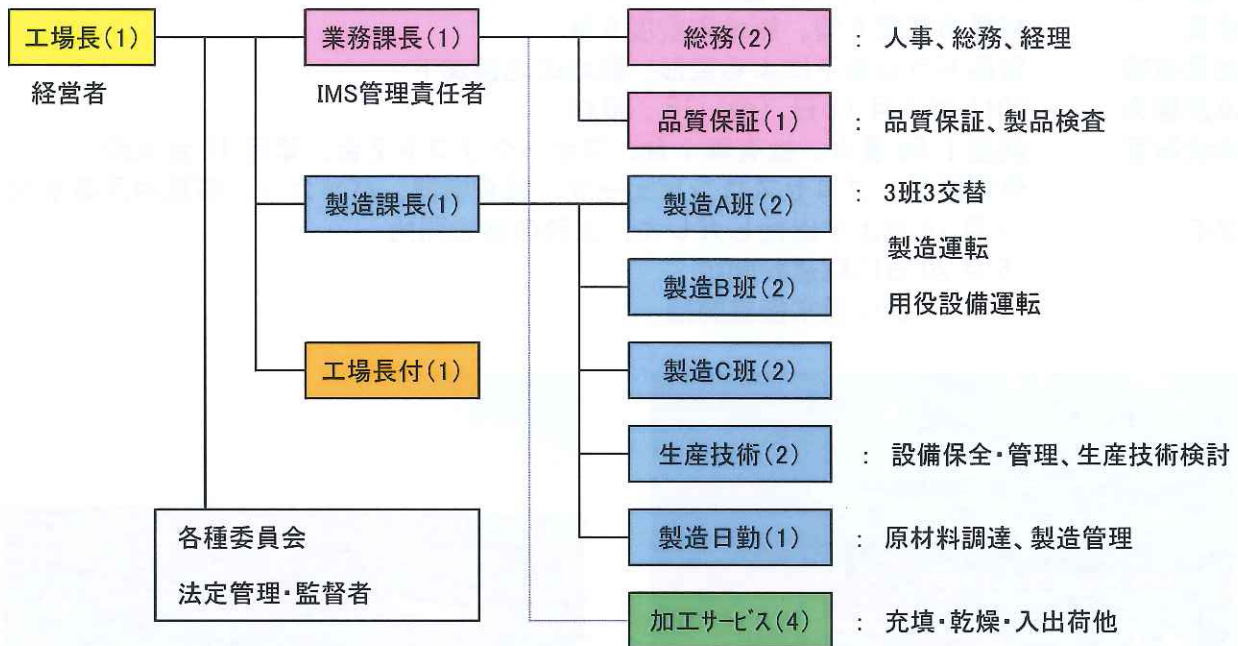 工場長(1)
経営者
業務課長(1)
IMS管理責任者
総務(2) : 人事、総務、経理
品質保証(1) : 品質保証、製品検査
製造課長(1)
製造A班(2) : 3班3交替
製造運転
製造B班(2)
用役設備運転
工場長付(1)
製造C班(2)
生産技術(2) : 設備保全・管理、生産技術検討
各種委員会
法定管理・監督者
製造日勤(1) : 原材料調達、製造管理
加工サービス(4) : 充填・乾燥・入出荷他